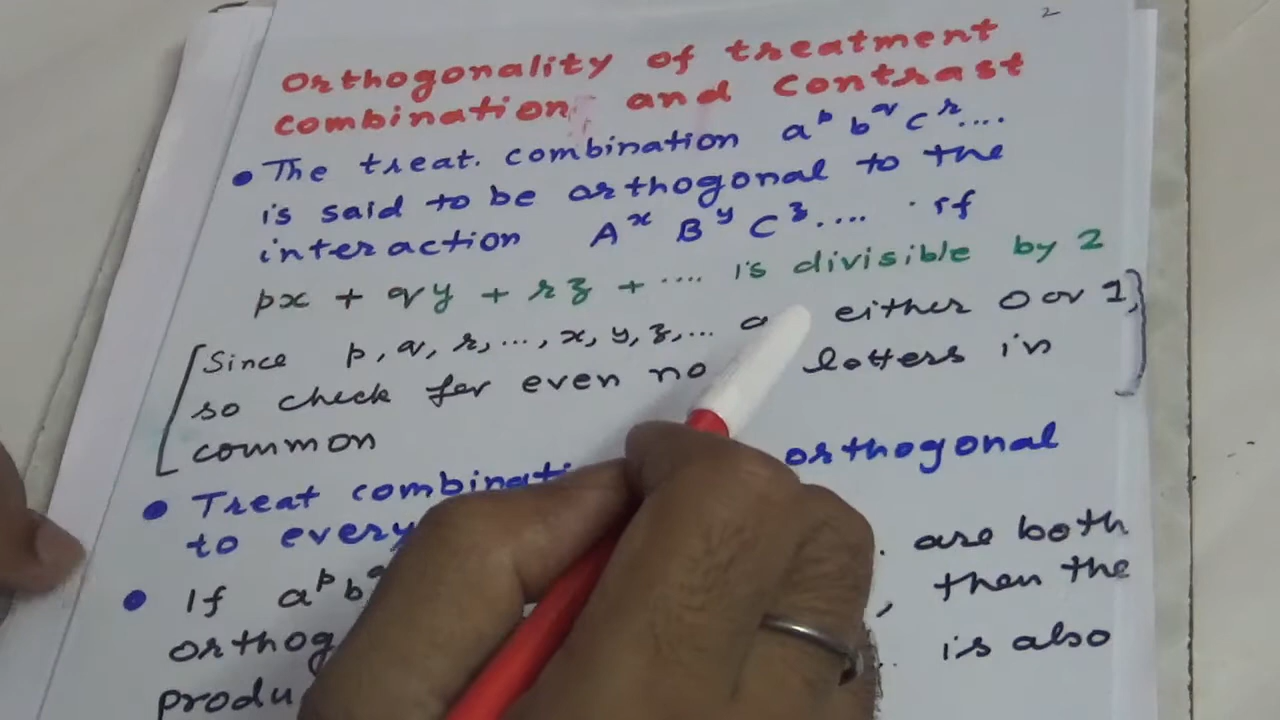 2
Orthogonality of treatment
combination and Contrast
• The treat. combination a^p b^q c^r....
is said to be orthogonal to the
interaction A^x B^y C^z.... if
px + qy + rz + .... is divisible by 2
[Since p, q, r, ..., x, y, z, ... either 0 or 1,
so check for even no letters in
common]
• Treat combinati orthogonal
to every
• If a^p b^q . are both
orthog , then the
produ is also